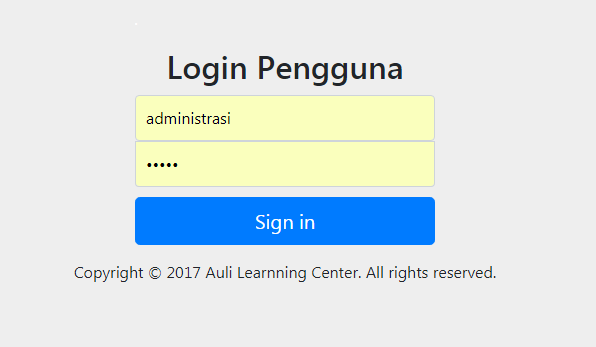 Login Pengguna
administrasi
•••••
Sign in
Copyright © 2017 Auli Learnning Center. All rights reserved.